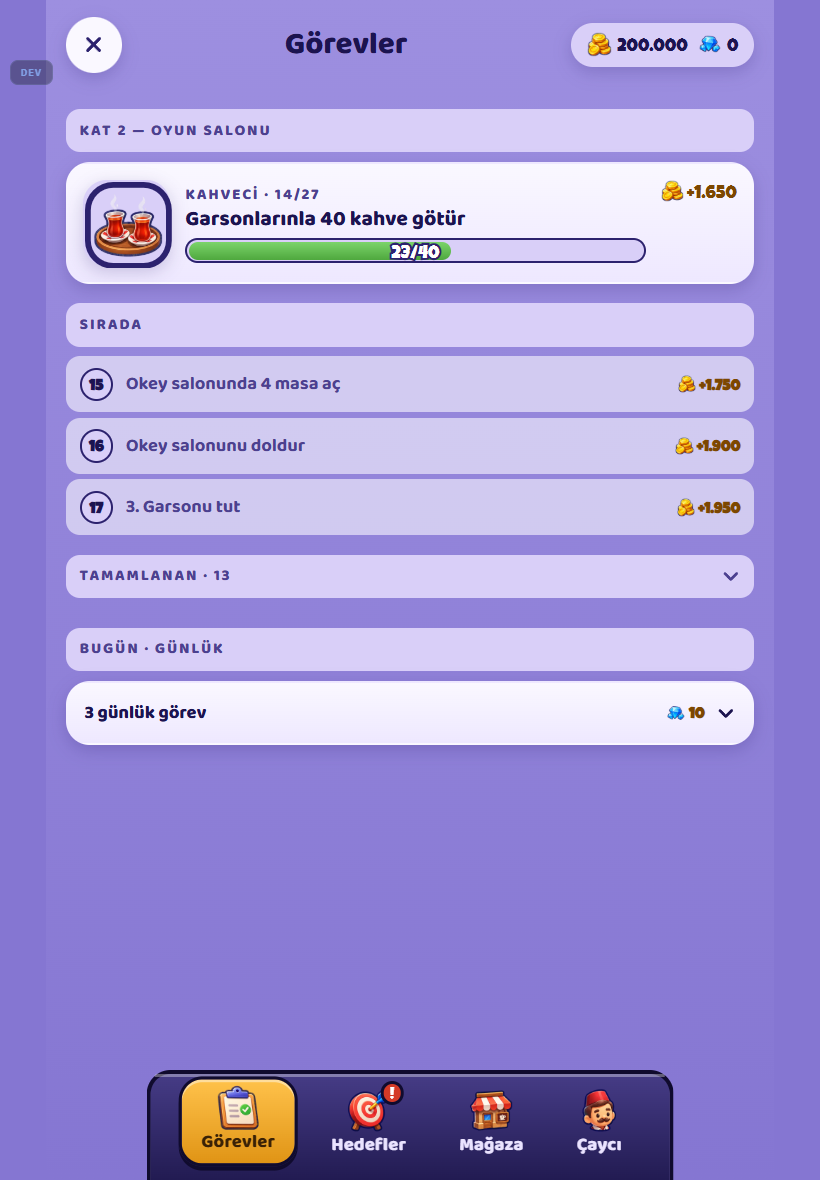 Görevler
200.000 0
DEV
KAT 2 — OYUN SALONU
KAHVECİ · 14/27
+1.650
Garsonlarınla 40 kahve götür
23/40
SIRADA
15 Okey salonunda 4 masa aç +1.750
16 Okey salonunu doldur +1.900
17 3. Garsonu tut +1.950
TAMAMLANAN · 13
BUGÜN · GÜNLÜK
3 günlük görev 10
!
Görevler Hedefler Mağaza Çaycı